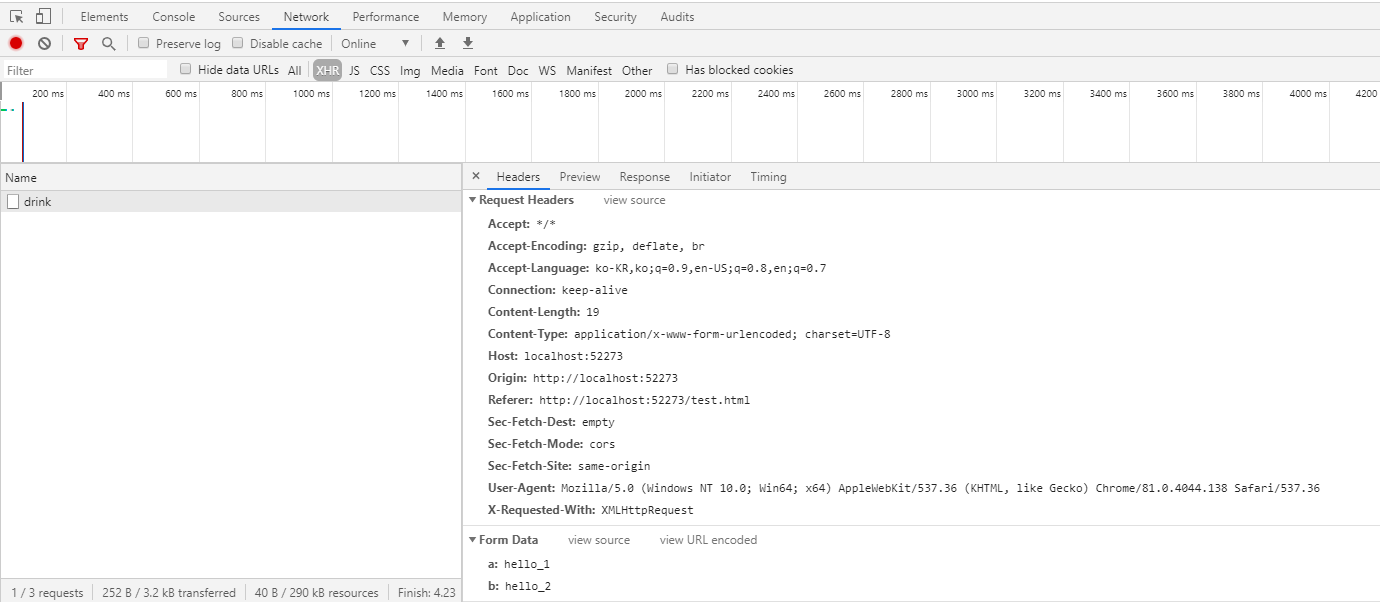 Elements Console Sources Network Performance Memory Application Security Audits
Preserve log Disable cache Online
Filter Hide data URLs All XHR JS CSS Img Media Font Doc WS Manifest Other Has blocked cookies
200 ms 400 ms 600 ms 800 ms 1000 ms 1200 ms 1400 ms 1600 ms 1800 ms 2000 ms 2200 ms 2400 ms 2600 ms 2800 ms 3000 ms 3200 ms 3400 ms 3600 ms 3800 ms 4000 ms 4200
Name
drink
1 / 3 requests 252 B / 3.2 kB transferred 40 B / 290 kB resources Finish: 4.23
Headers Preview Response Initiator Timing
Request Headers view source
Accept: */*
Accept-Encoding: gzip, deflate, br
Accept-Language: ko-KR,ko;q=0.9,en-US;q=0.8,en;q=0.7
Connection: keep-alive
Content-Length: 19
Content-Type: application/x-www-form-urlencoded; charset=UTF-8
Host: localhost:52273
Origin: http://localhost:52273
Referer: http://localhost:52273/test.html
Sec-Fetch-Dest: empty
Sec-Fetch-Mode: cors
Sec-Fetch-Site: same-origin
User-Agent: Mozilla/5.0 (Windows NT 10.0; Win64; x64) AppleWebKit/537.36 (KHTML, like Gecko) Chrome/81.0.4044.138 Safari/537.36
X-Requested-With: XMLHttpRequest
Form Data view source view URL encoded
a: hello_1
b: hello_2